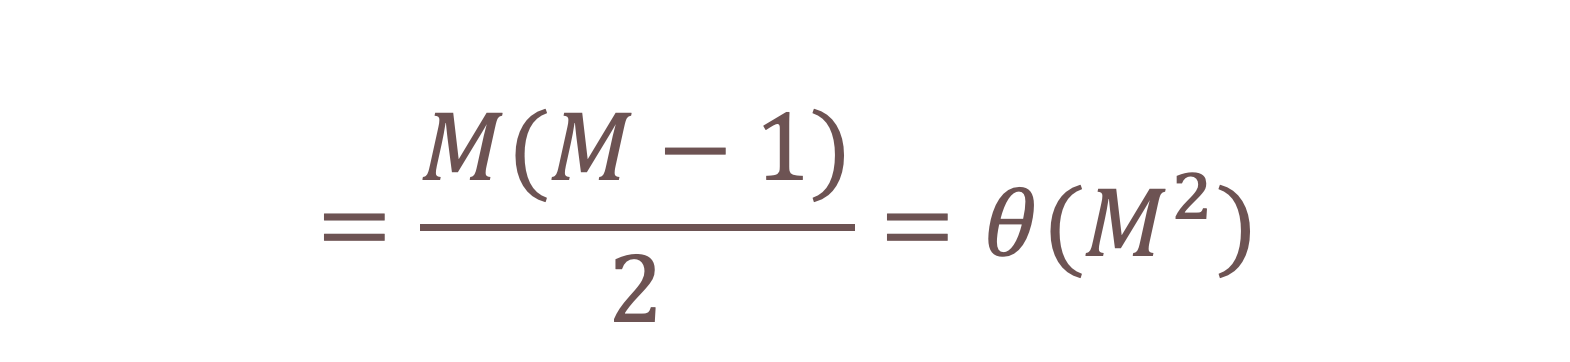 = M(M − 1) / 2 = θ(M²)